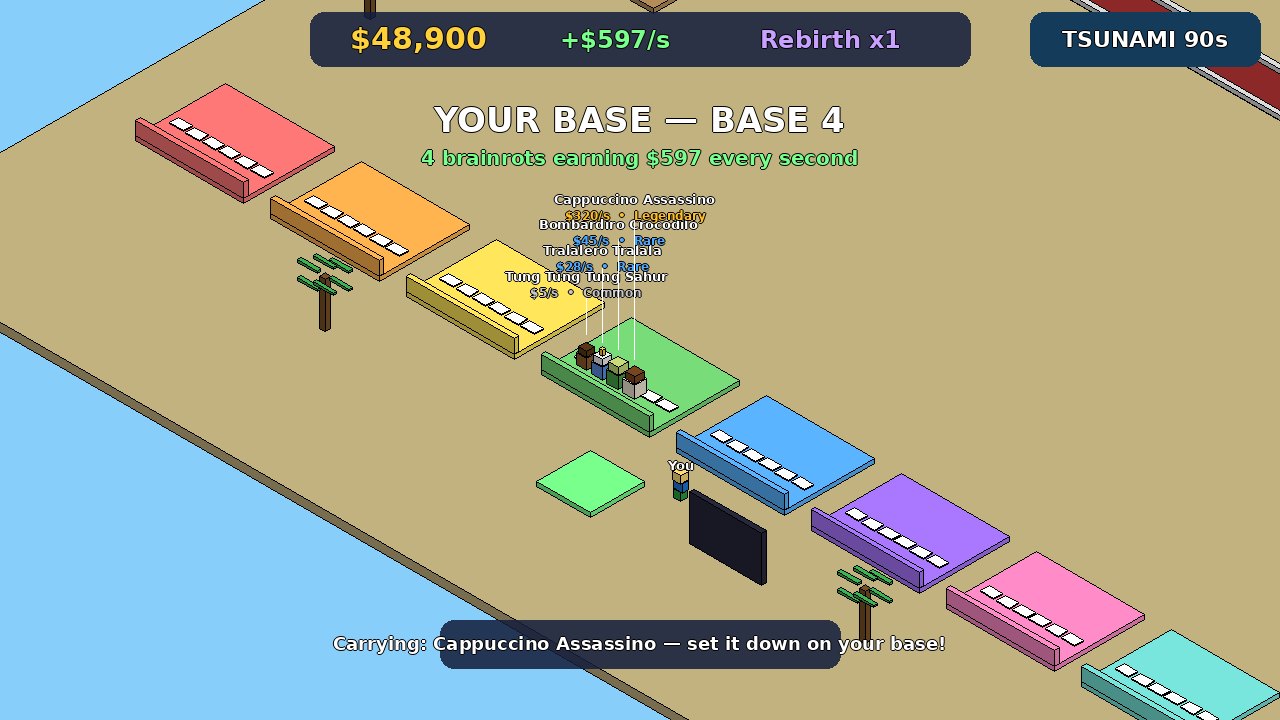 $48,900 +$597/s Rebirth x1 TSUNAMI 90s
YOUR BASE — BASE 4
4 brainrots earning $597 every second
Cappuccino Assassino
$320/s • Legendary
Bombardiro Crocodilo
$45/s • Rare
Tralalero Tralala
$28/s • Rare
Tung Tung Tung Sahur
$5/s • Common
You
Carrying: Cappuccino Assassino — set it down on your base!